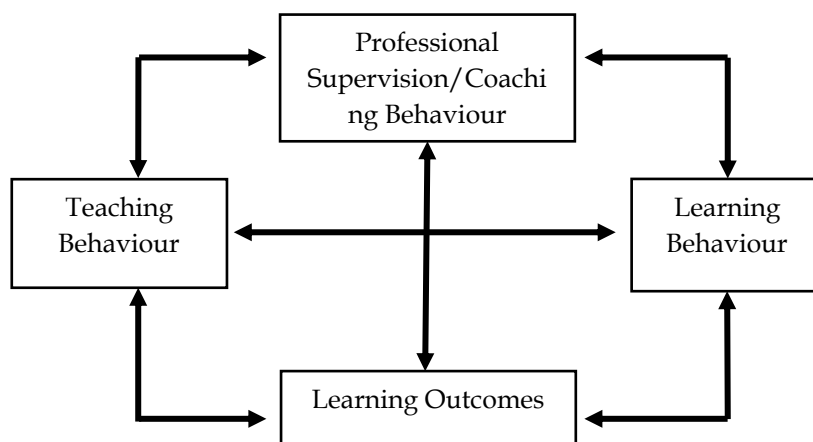 Professional
Supervision/Coachi
ng Behaviour
Teaching
Behaviour
Learning
Behaviour
Learning Outcomes